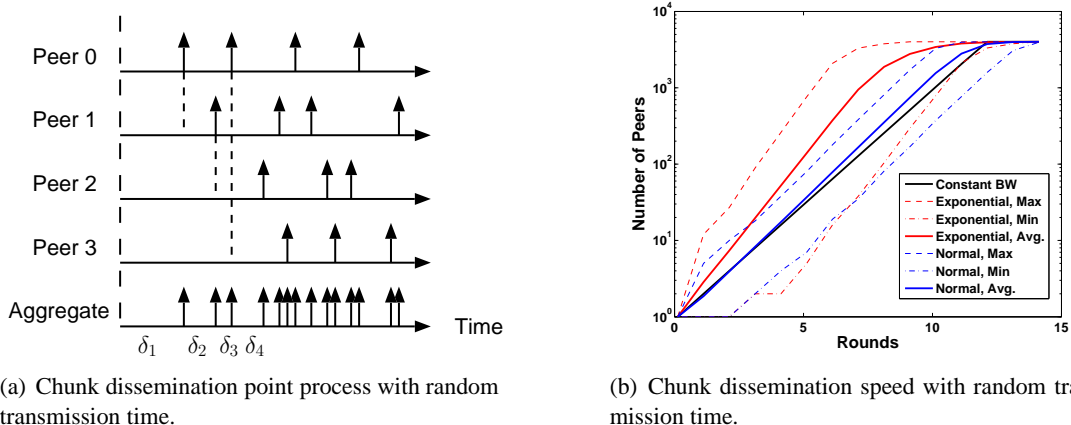 Peer 0
Peer 1
Peer 2
Peer 3
Aggregate
Time
δ1 δ2 δ3 δ4
(a) Chunk dissemination point process with random
transmission time.
Number of Peers
10^4
10^3
10^2
10^1
10^0
0 5 10 15
Rounds
Constant BW
Exponential, Max
Exponential, Min
Exponential, Avg.
Normal, Max
Normal, Min
Normal, Avg.
(b) Chunk dissemination speed with random tra
mission time.